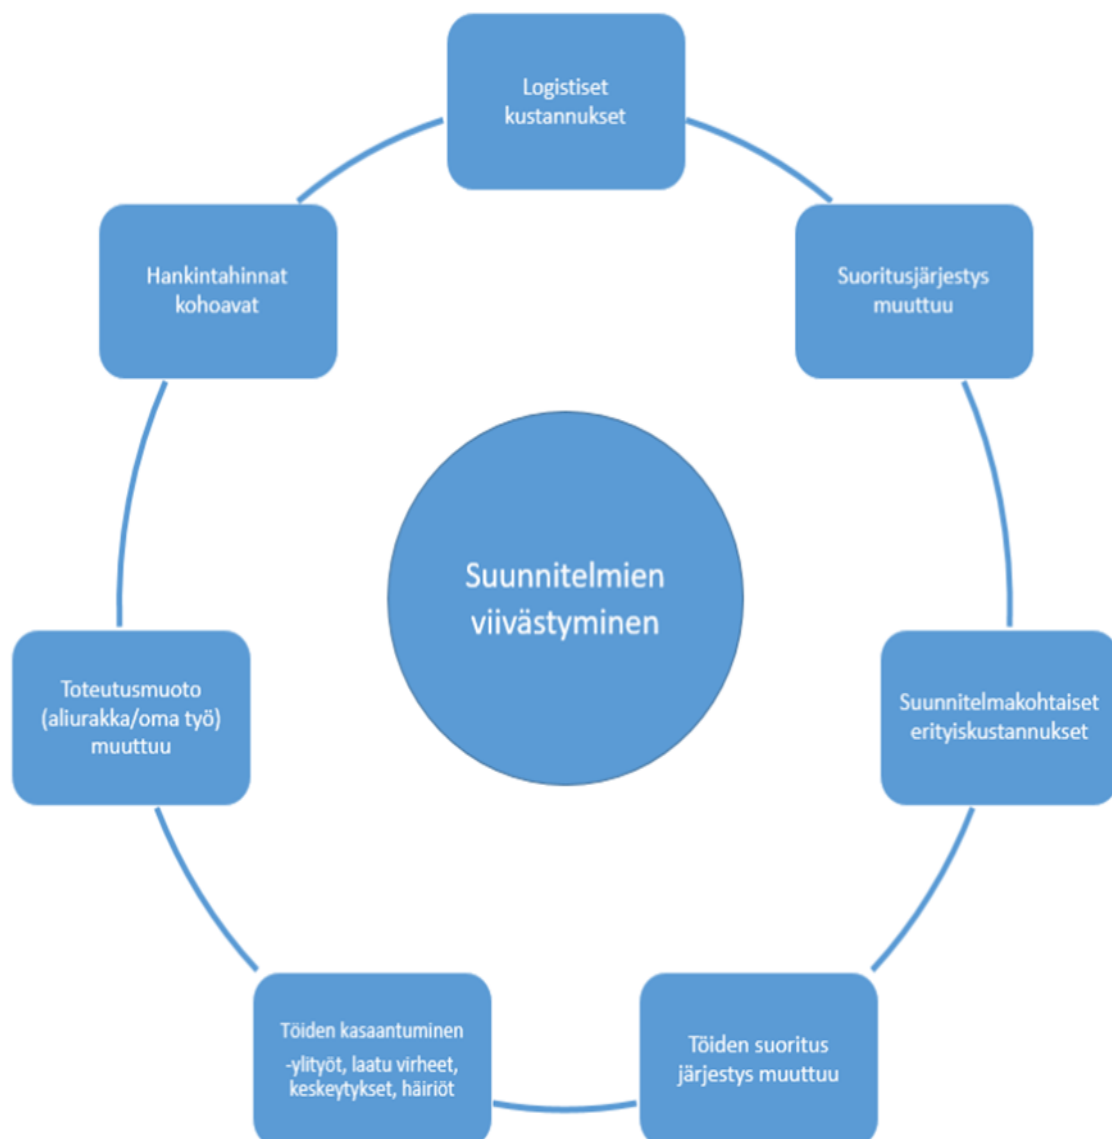 Logistiset
kustannukset
Suoritusjärjestys
muuttuu
Suunnitelmakohtaiset
erityiskustannukset
Töiden suoritus
järjestys muuttuu
Töiden kasaantuminen
-ylityöt, laatu virheet,
keskeytykset, häiriöt
Toteutusmuoto
(aliurakka/oma työ)
muuttuu
Hankintahinnat
kohoavat
Suunnitelmien
viivästyminen